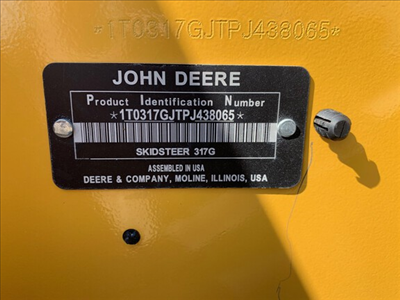 *1T0317GJTPJ438065*
JOHN DEERE
Product Identification Number
*1T0317GJTPJ438065*
SKIDSTEER 317G
ASSEMBLED IN USA
DEERE & COMPANY, MOLINE, ILLINOIS, USA